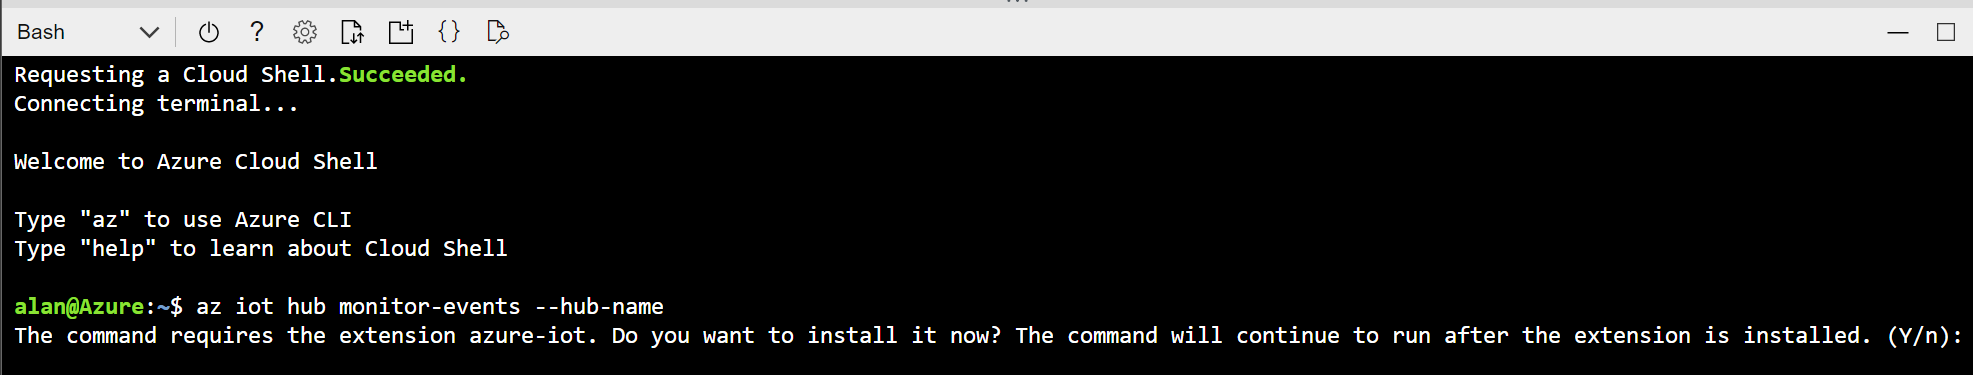 Bash
Requesting a Cloud Shell.Succeeded.
Connecting terminal...
Welcome to Azure Cloud Shell
Type "az" to use Azure CLI
Type "help" to learn about Cloud Shell
alan@Azure:~$ az iot hub monitor-events --hub-name
The command requires the extension azure-iot. Do you want to install it now? The command will continue to run after the extension is installed. (Y/n):